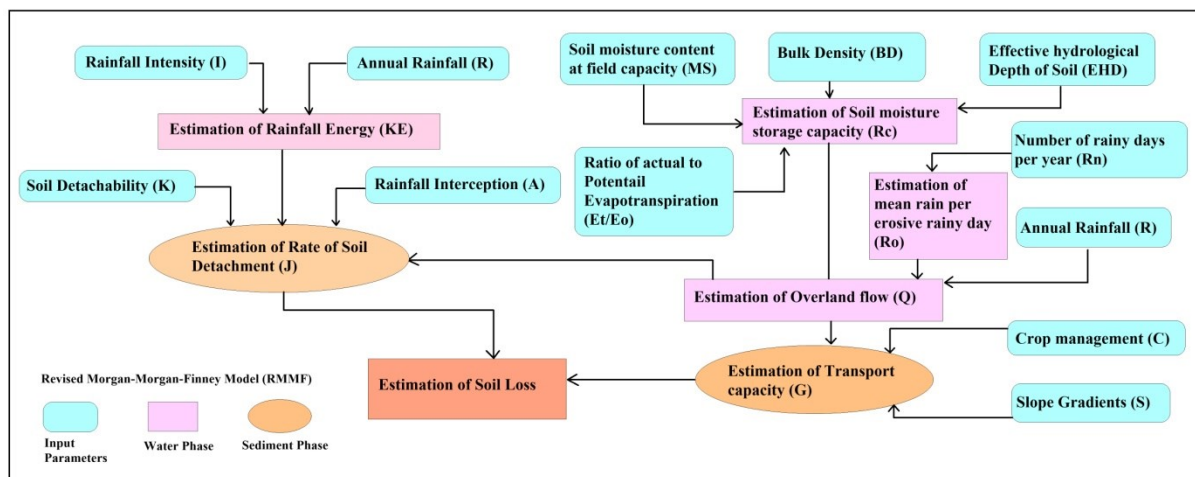 Rainfall Intensity (I)
Annual Rainfall (R)
Estimation of Rainfall Energy (KE)
Soil Detachability (K)
Rainfall Interception (A)
Estimation of Rate of Soil
Detachment (J)
Soil moisture content
at field capacity (MS)
Bulk Density (BD)
Effective hydrological
Depth of Soil (EHD)
Estimation of Soil moisture
storage capacity (Rc)
Ratio of actual to
Potentail
Evapotranspiration
(Et/Eo)
Number of rainy days
per year (Rn)
Estimation of
mean rain per
erosive rainy day
(Ro)
Annual Rainfall (R)
Estimation of Overland flow (Q)
Crop management (C)
Estimation of Transport
capacity (G)
Slope Gradients (S)
Estimation of Soil Loss
Revised Morgan-Morgan-Finney Model (RMMF)
Input
Parameters
Water Phase
Sediment Phase